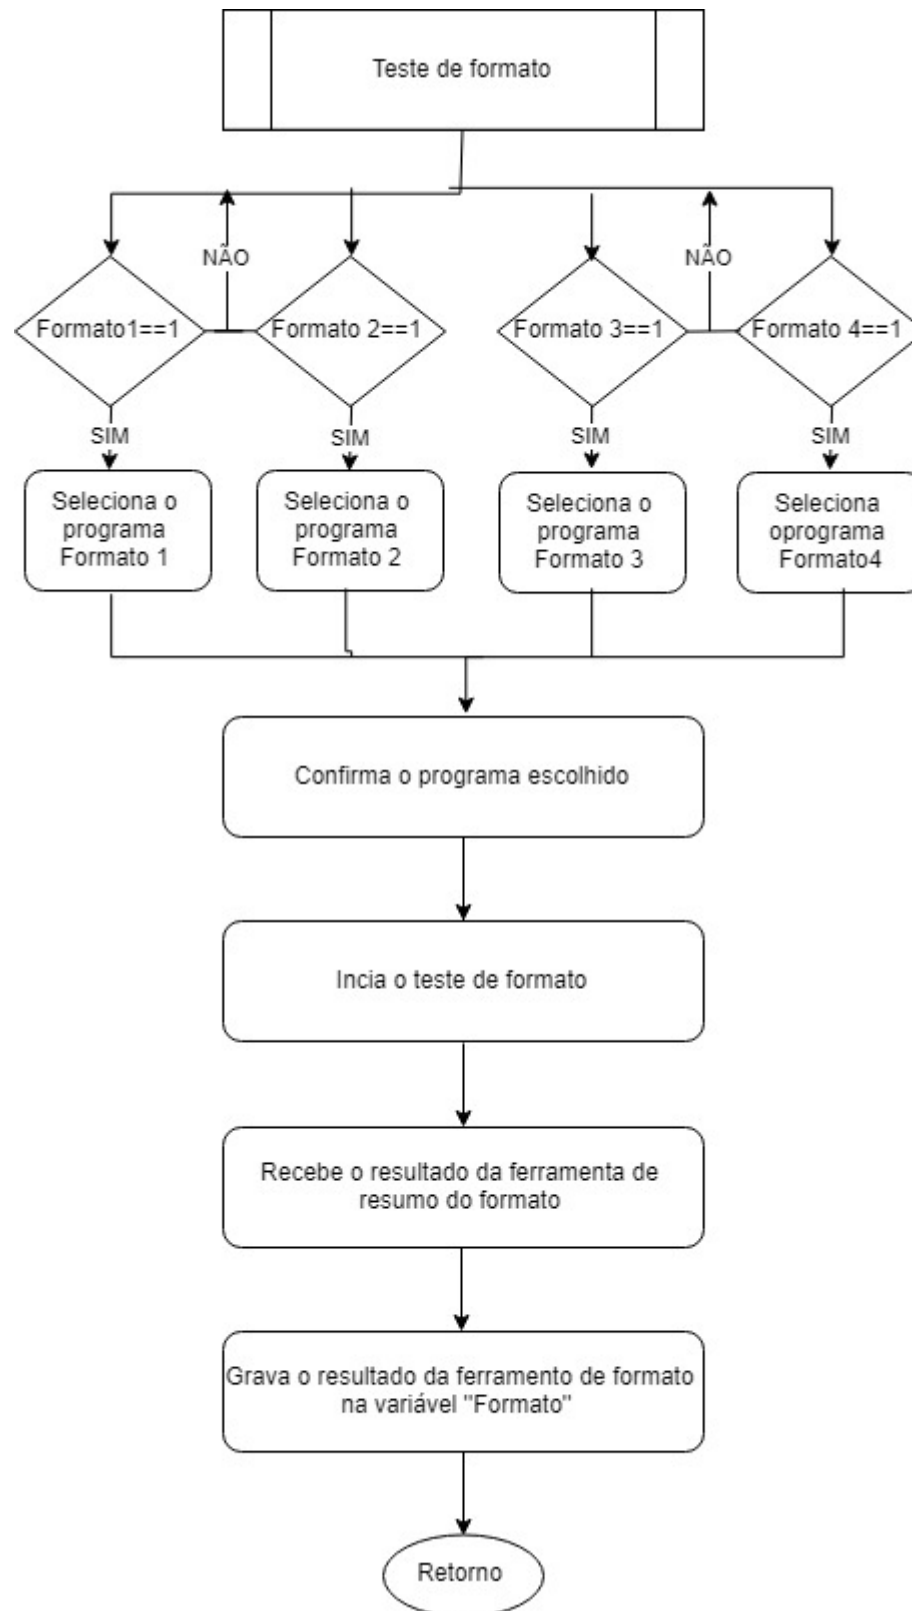 Teste de formato
NÃO
NÃO
Formato1==1
Formato 2==1
Formato 3==1
Formato 4==1
SIM
SIM
SIM
SIM
Seleciona o
programa
Formato 1
Seleciona o
programa
Formato 2
Seleciona o
programa
Formato 3
Seleciona
oprograma
Formato4
Confirma o programa escolhido
Incia o teste de formato
Recebe o resultado da ferramenta de
resumo do formato
Grava o resultado da ferramento de formato
na variável "Formato"
Retorno